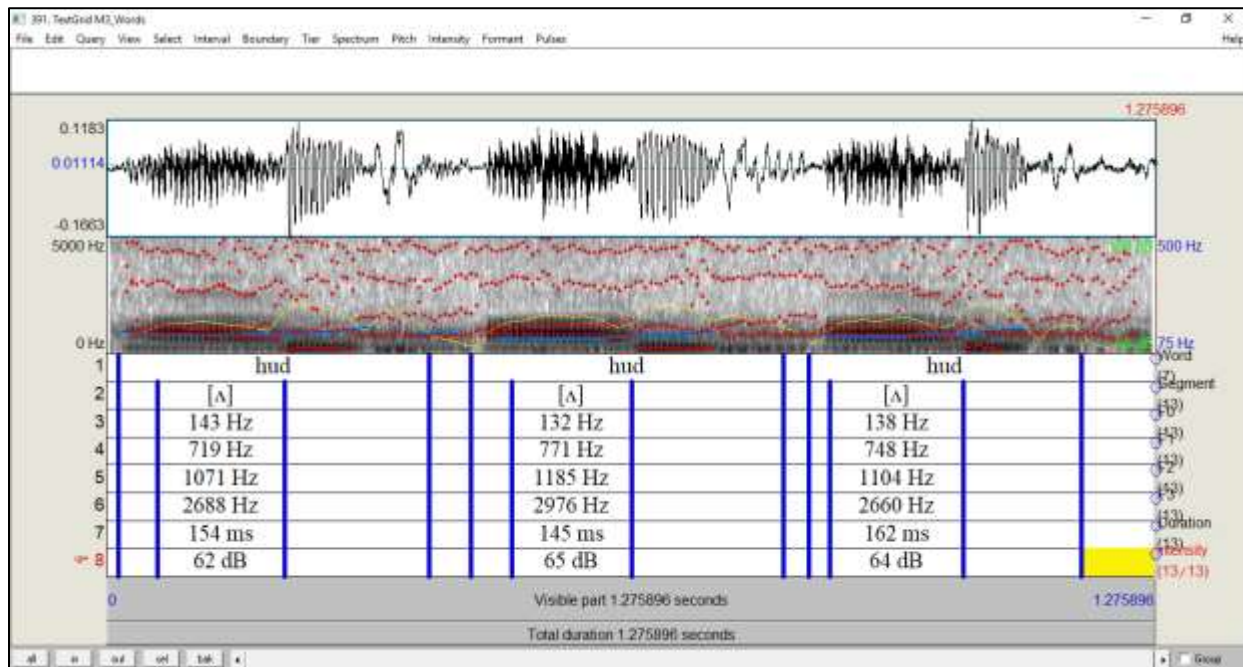 391. TextGrid M3_Words
File Edit Query View Select Interval Boundary Tier Spectrum Pitch Intensity Formant Pulses Help
1.275896
0.1183
0.01114
-0.1663
5000 Hz 500 Hz
0 Hz 75 Hz
1 hud hud hud Word
(7)
2 [ʌ] [ʌ] [ʌ] Segment
(13)
3 143 Hz 132 Hz 138 Hz F0
(13)
4 719 Hz 771 Hz 748 Hz F1
(13)
5 1071 Hz 1185 Hz 1104 Hz F2
(13)
6 2688 Hz 2976 Hz 2660 Hz F3
(13)
7 154 ms 145 ms 162 ms Duration
(13)
8 62 dB 65 dB 64 dB Intensity
(13/13)
0 Visible part 1.275896 seconds 1.275896
Total duration 1.275896 seconds
all in out sel bak Group